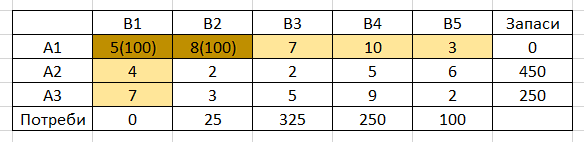 B1 B2 B3 B4 B5 Запаси
A1 5(100) 8(100) 7 10 3 0
A2 4 2 2 5 6 450
A3 7 3 5 9 2 250
Потреби 0 25 325 250 100